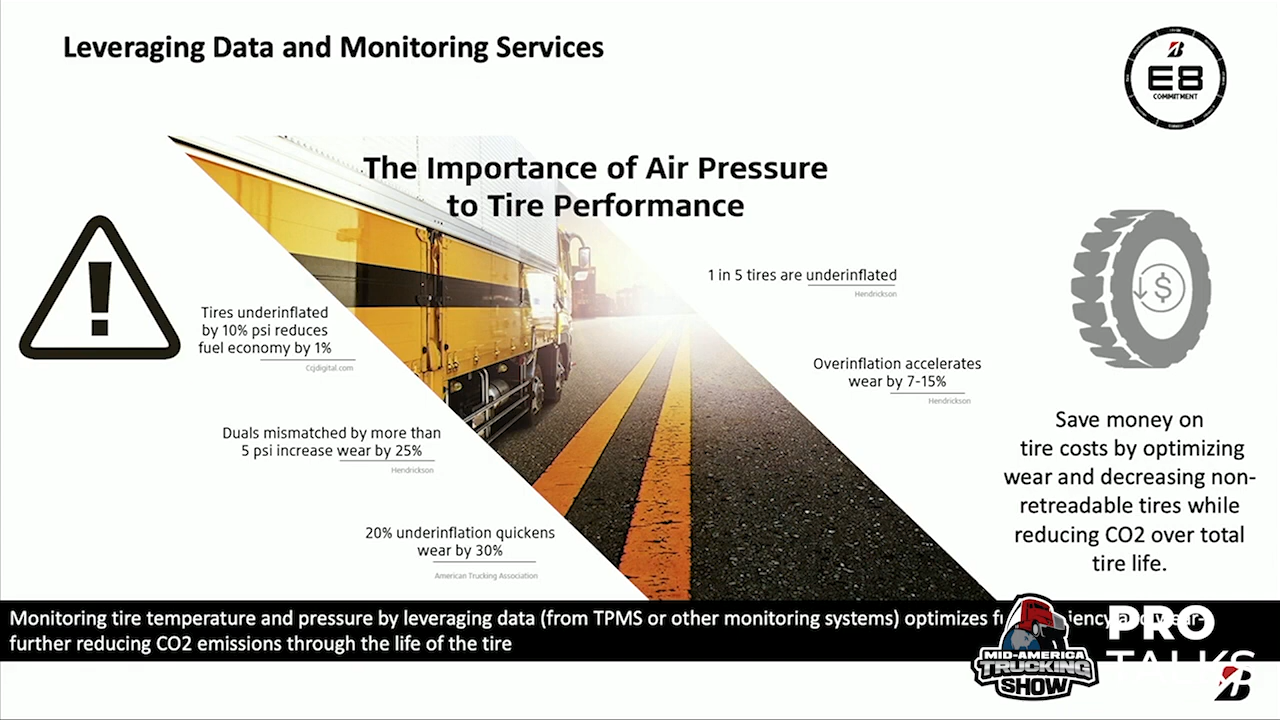 Leveraging Data and Monitoring Services
E8
COMMITMENT
The Importance of Air Pressure
to Tire Performance
1 in 5 tires are underinflated
Hendrickson
Tires underinflated
by 10% psi reduces
fuel economy by 1%
Ccjdigital.com
Overinflation accelerates
wear by 7-15%
Hendrickson
Duals mismatched by more than
5 psi increase wear by 25%
Hendrickson
20% underinflation quickens
wear by 30%
American Trucking Association
$
Save money on
tire costs by optimizing
wear and decreasing non-
retreadable tires while
reducing CO2 over total
tire life.
Monitoring tire temperature and pressure by leveraging data (from TPMS or other monitoring systems) optimizes
further reducing CO2 emissions through the life of the tire
MID-AMERICA
TRUCKING
SHOW
PRO
TALKS
B